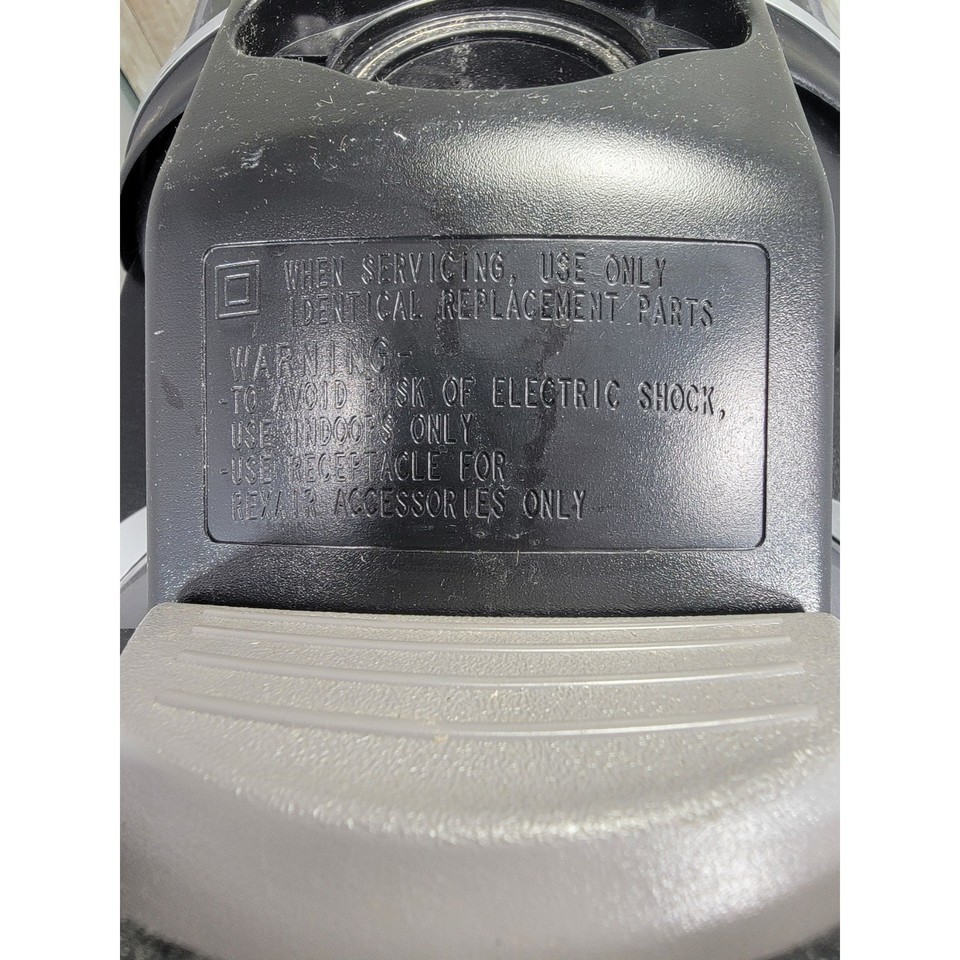 WHEN SERVICING, USE ONLY
IDENTICAL REPLACEMENT PARTS
WARNING-
-TO AVOID RISK OF ELECTRIC SHOCK,
USE INDOORS ONLY
-USE RECEPTACLE FOR
REXAIR ACCESSORIES ONLY